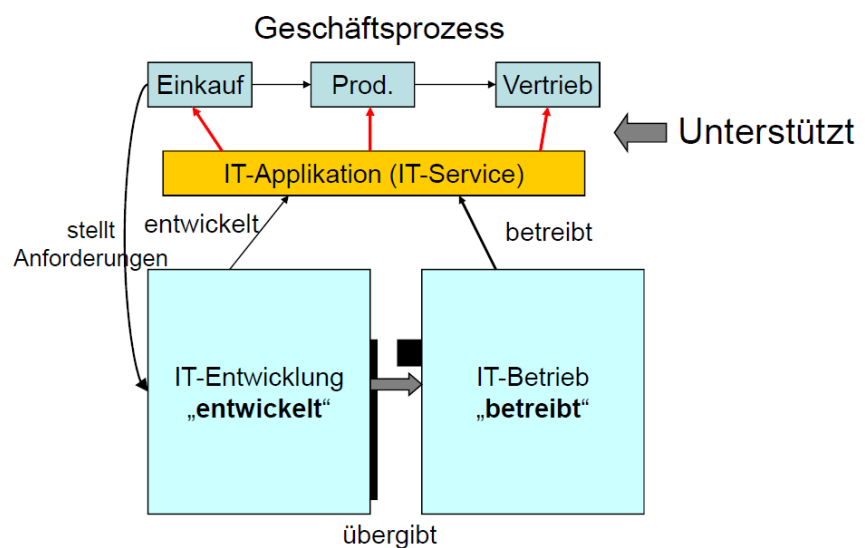 Geschäftsprozess
Einkauf
Prod.
Vertrieb
Unterstützt
IT-Applikation (IT-Service)
entwickelt
betreibt
stellt
Anforderungen
IT-Entwicklung
„entwickelt“
IT-Betrieb
„betreibt“
übergibt